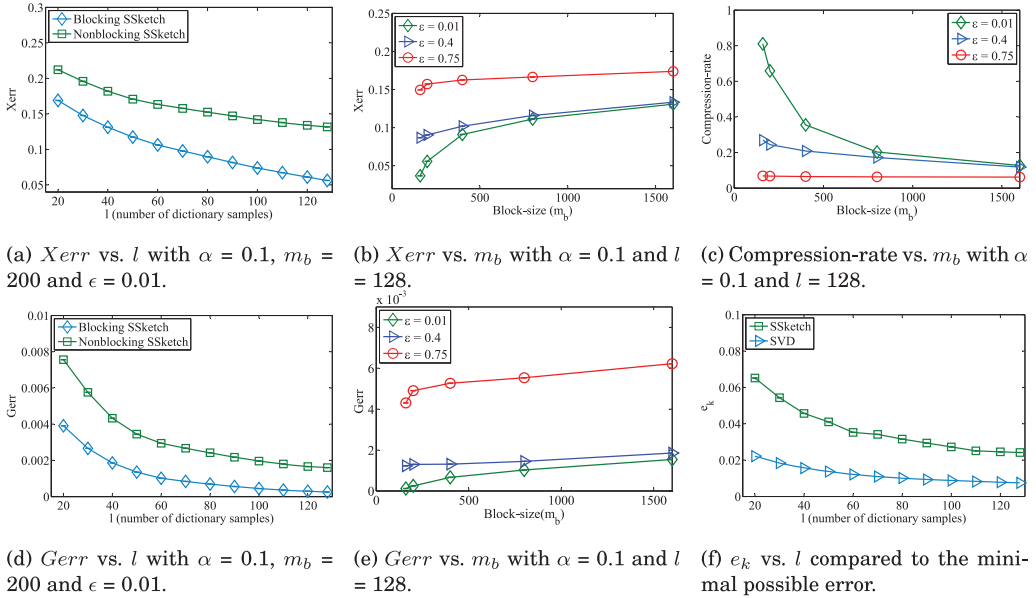 0.3
0.25
0.2
0.15
0.1
0.05
Xerr
Blocking SSketch
Nonblocking SSketch
20 40 60 80 100 120
l (number of dictionary samples)
0.25
0.2
0.15
0.1
0.05
Xerr
ε = 0.01
ε = 0.4
ε = 0.75
500 1000 1500
Block-size (m_b)
1
0.8
0.6
0.4
0.2
0
Compression-rate
ε = 0.01
ε = 0.4
ε = 0.75
500 1000 1500
Block-size (m_b)
(a) Xerr vs. l with α = 0.1, m_b =
200 and ϵ = 0.01.
(b) Xerr vs. m_b with α = 0.1 and l
= 128.
(c) Compression-rate vs. m_b with α
= 0.1 and l = 128.
0.01
0.008
0.006
0.004
0.002
0
Gerr
Blocking SSketch
Nonblocking SSketch
20 40 60 80 100 120
l (number of dictionary samples)
x 10⁻³
8
6
4
2
0
Gerr
ε = 0.01
ε = 0.4
ε = 0.75
0 500 1000 1500
Block-size(m_b)
0.1
0.08
0.06
0.04
0.02
0
e_k
SSketch
SVD
20 40 60 80 100 120
l (number of dictionary samples)
(d) Gerr vs. l with α = 0.1, m_b =
200 and ϵ = 0.01.
(e) Gerr vs. m_b with α = 0.1 and l
= 128.
(f) e_k vs. l compared to the mini-
mal possible error.